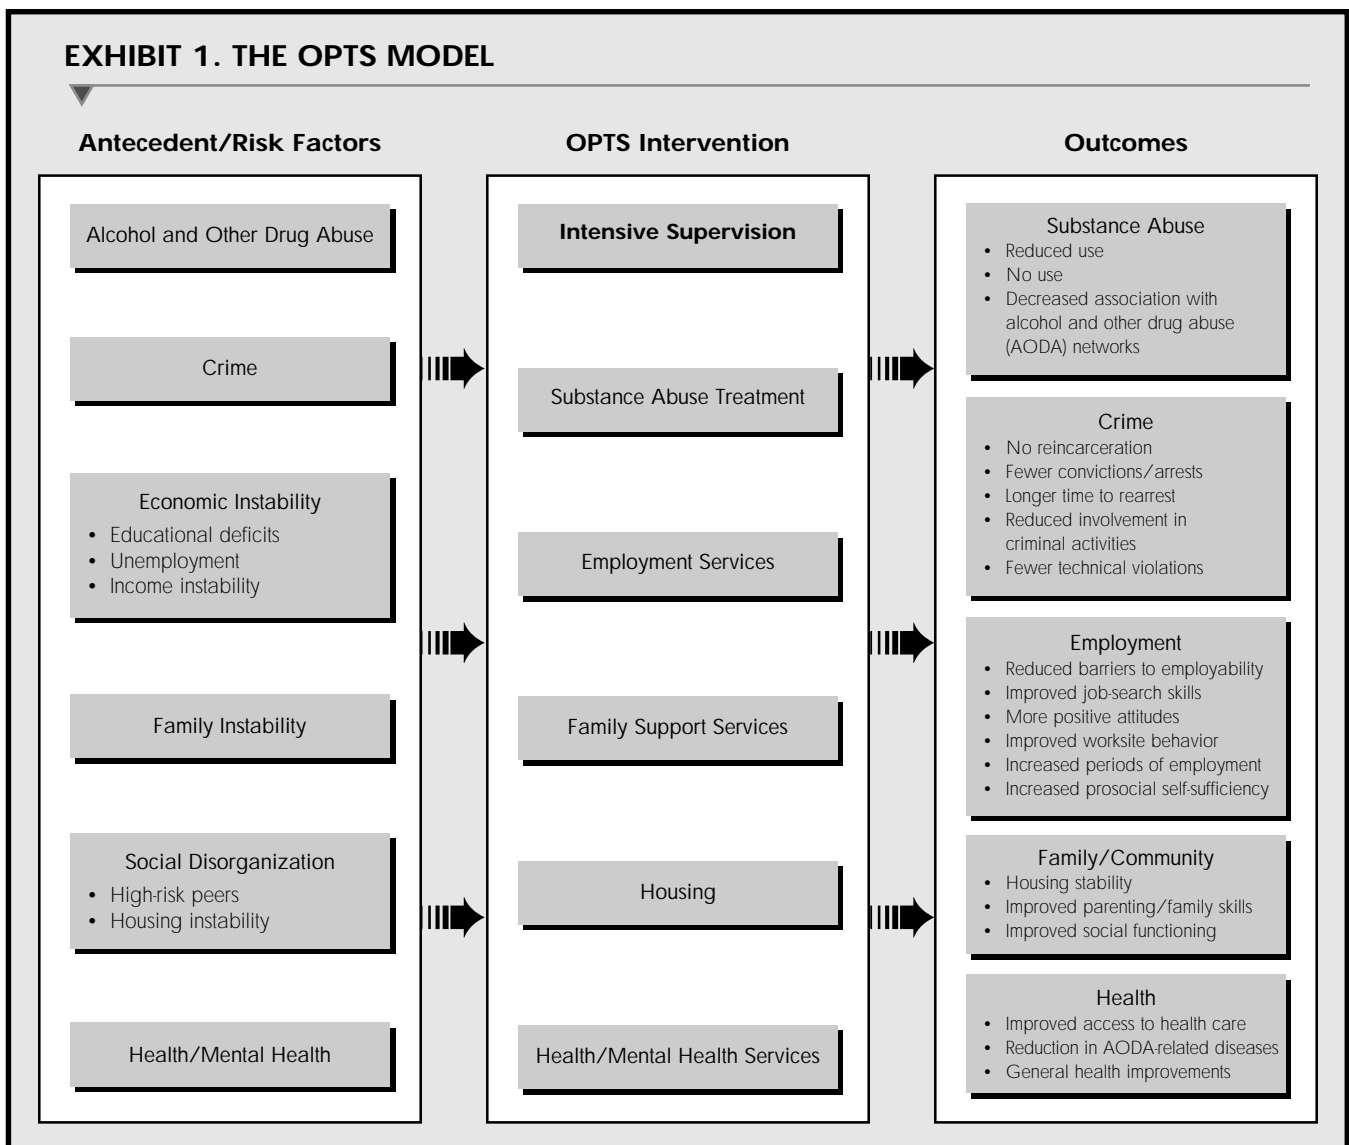 EXHIBIT 1. THE OPTS MODEL
Antecedent/Risk Factors
Alcohol and Other Drug Abuse
Crime
Economic Instability
• Educational deficits
• Unemployment
• Income instability
Family Instability
Social Disorganization
• High-risk peers
• Housing instability
Health/Mental Health
OPTS Intervention
Intensive Supervision
Substance Abuse Treatment
Employment Services
Family Support Services
Housing
Health/Mental Health Services
Outcomes
Substance Abuse
• Reduced use
• No use
• Decreased association with
alcohol and other drug abuse
(AODA) networks
Crime
• No reincarceration
• Fewer convictions/arrests
• Longer time to rearrest
• Reduced involvement in
criminal activities
• Fewer technical violations
Employment
• Reduced barriers to employability
• Improved job-search skills
• More positive attitudes
• Improved worksite behavior
• Increased periods of employment
• Increased prosocial self-sufficiency
Family/Community
• Housing stability
• Improved parenting/family skills
• Improved social functioning
Health
• Improved access to health care
• Reduction in AODA-related diseases
• General health improvements